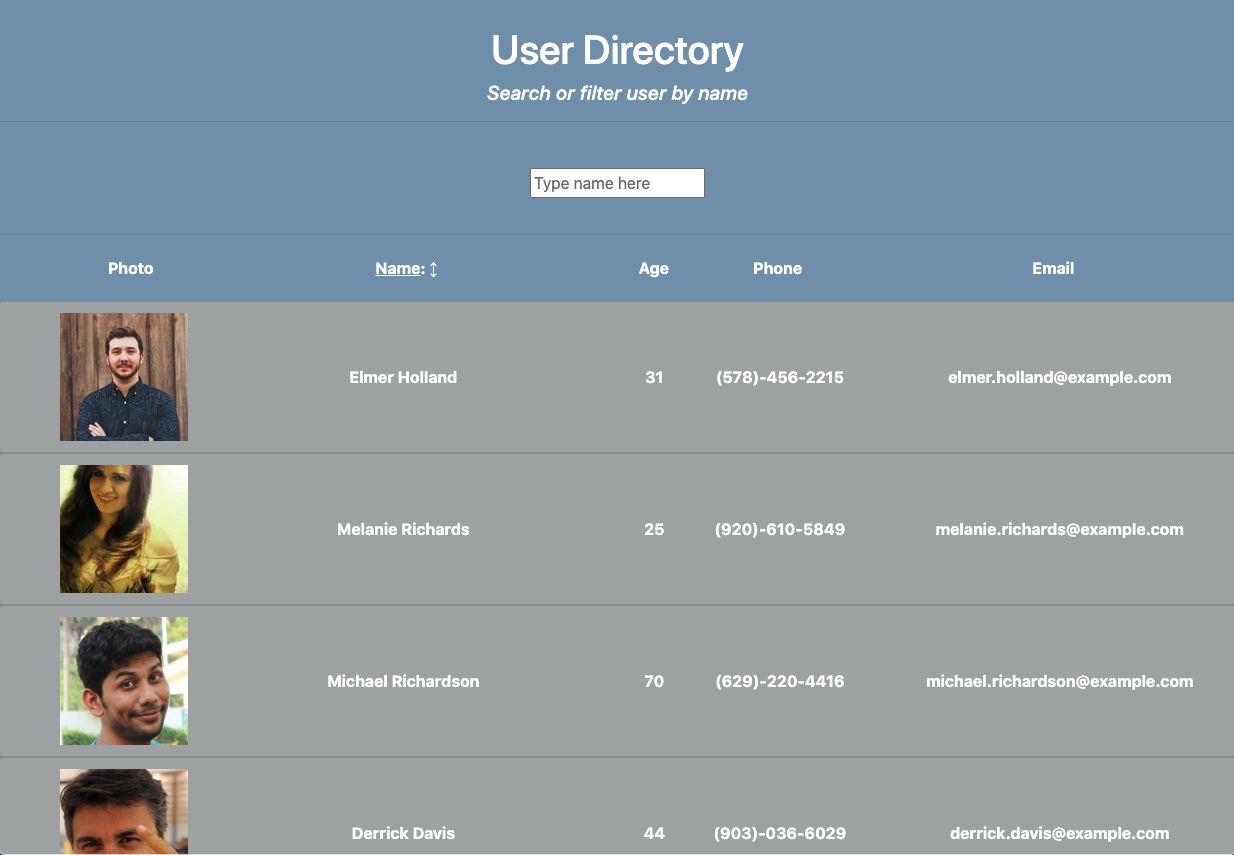 User Directory
Search or filter user by name
Type name here
Photo Name: ↕ Age Phone Email
Elmer Holland 31 (578)-456-2215 elmer.holland@example.com
Melanie Richards 25 (920)-610-5849 melanie.richards@example.com
Michael Richardson 70 (629)-220-4416 michael.richardson@example.com
Derrick Davis 44 (903)-036-6029 derrick.davis@example.com